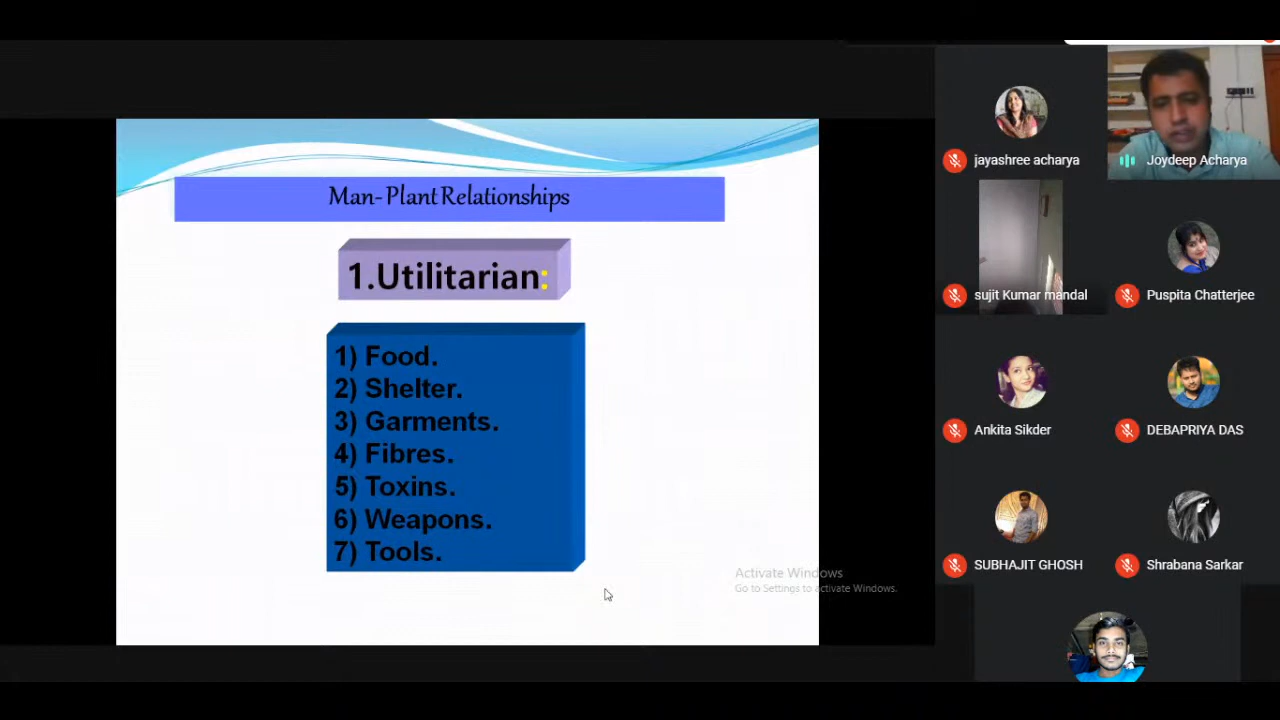 Man- Plant Relationships
1.Utilitarian:
1) Food.
2) Shelter.
3) Garments.
4) Fibres.
5) Toxins.
6) Weapons.
7) Tools.
Activate Windows
Go to Settings to activate Windows.
jayashree acharya
Joydeep Acharya
sujit Kumar mandal
Puspita Chatterjee
Ankita Sikder
DEBAPRIYA DAS
SUBHAJIT GHOSH
Shrabana Sarkar